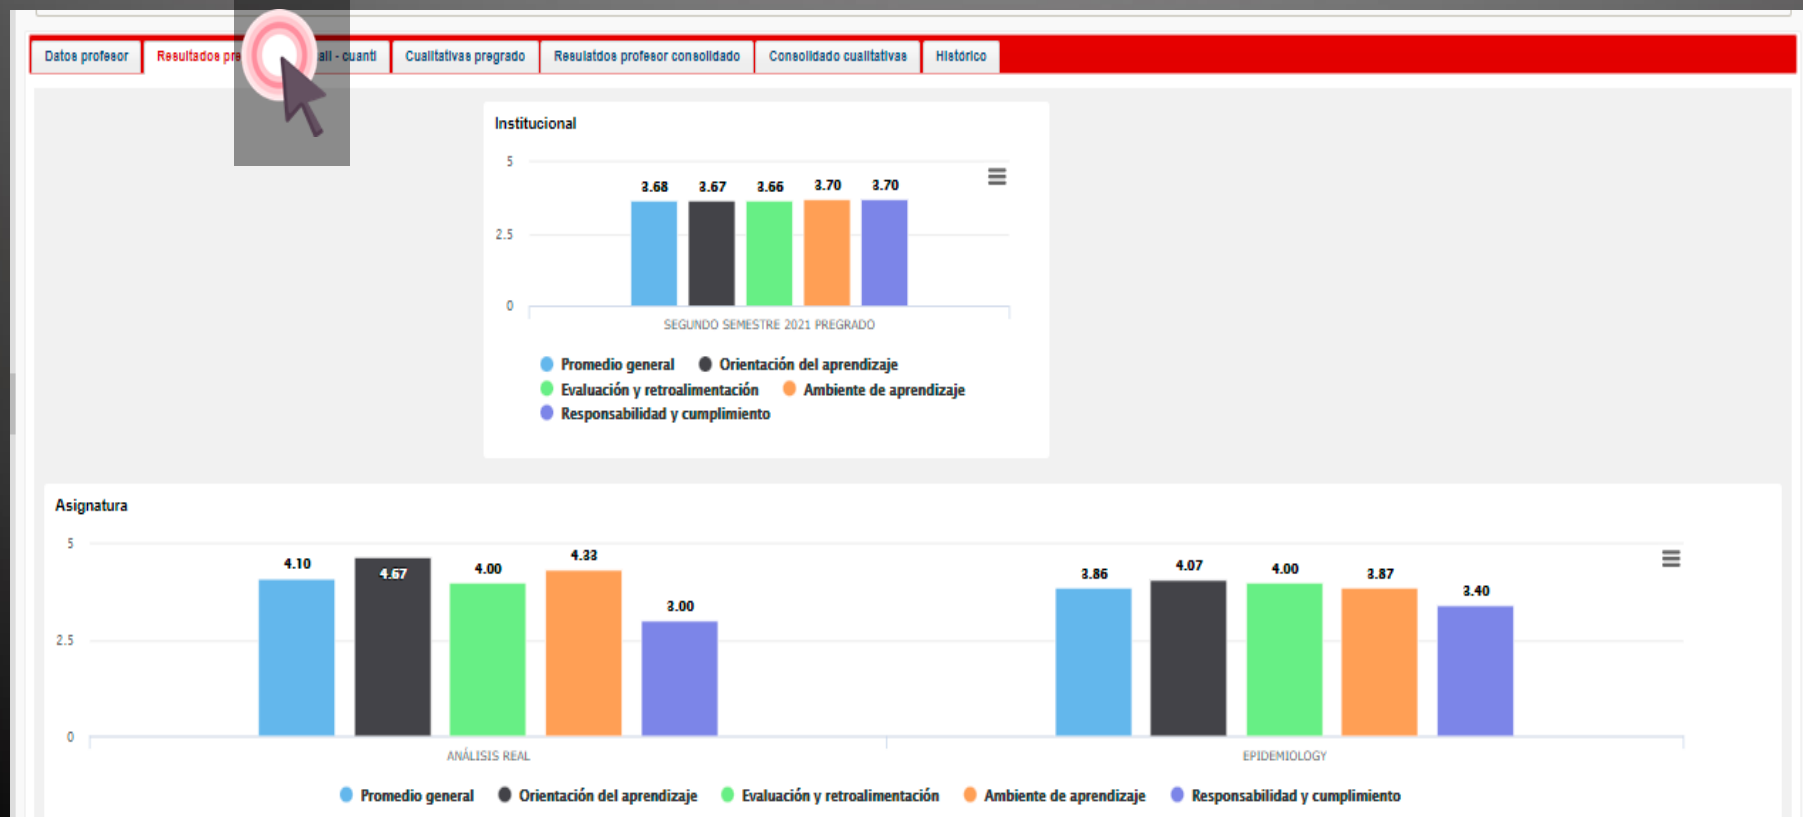 Datos profesor
Resultados pre
cuanti
Cualitativas pregrado
Resulatdos profesor consolidado
Consolidado cualitativas
Histórico
Institucional
5
2.5
0
3.68 3.67 3.66 3.70 3.70
SEGUNDO SEMESTRE 2021 PREGRADO
Promedio general Orientación del aprendizaje
Evaluación y retroalimentación Ambiente de aprendizaje
Responsabilidad y cumplimiento
Asignatura
5
2.5
0
4.10 4.67 4.00 4.33 3.00
3.86 4.07 4.00 3.87 3.40
ANÁLISIS REAL
EPIDEMIOLOGY
Promedio general Orientación del aprendizaje Evaluación y retroalimentación Ambiente de aprendizaje Responsabilidad y cumplimiento